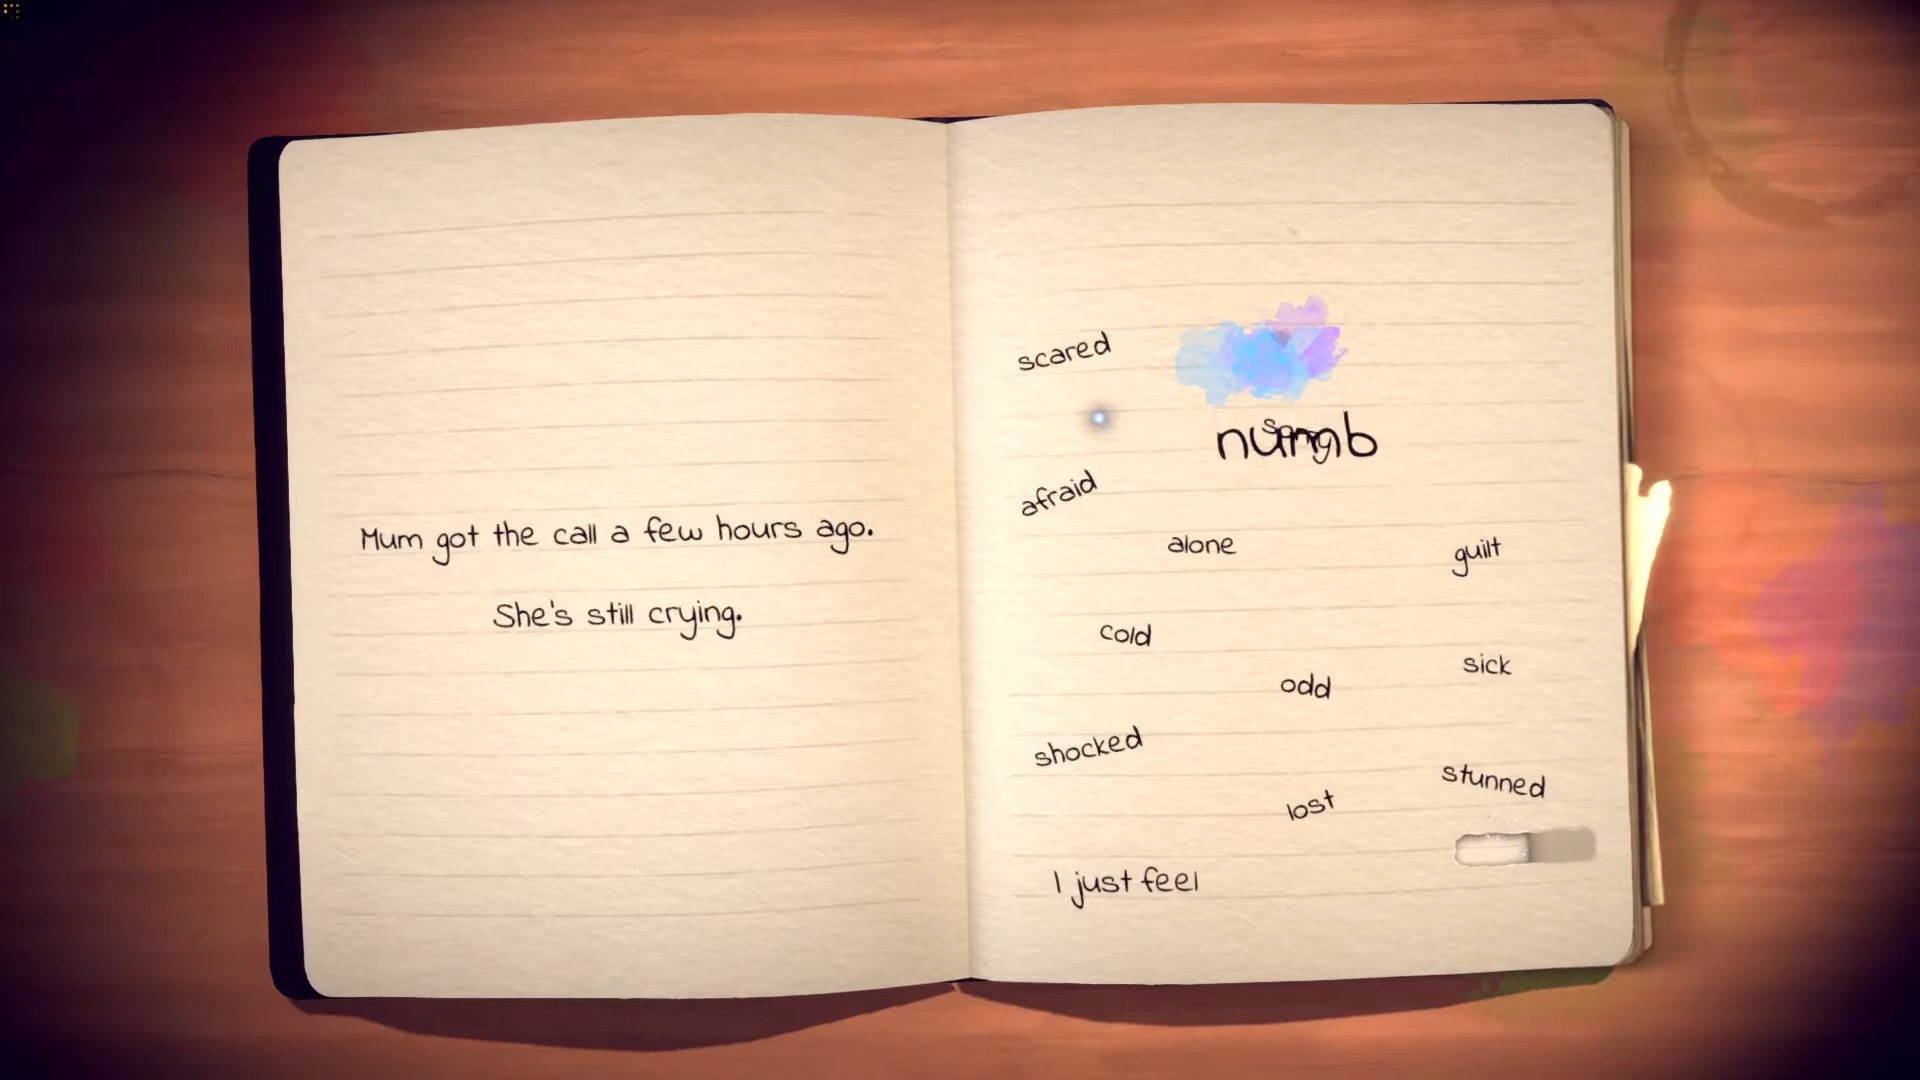 Mum got the call a few hours ago.
She's still crying.
scared
numb
afraid
alone
guilt
cold
sick
odd
shocked
stunned
lost
I just feel